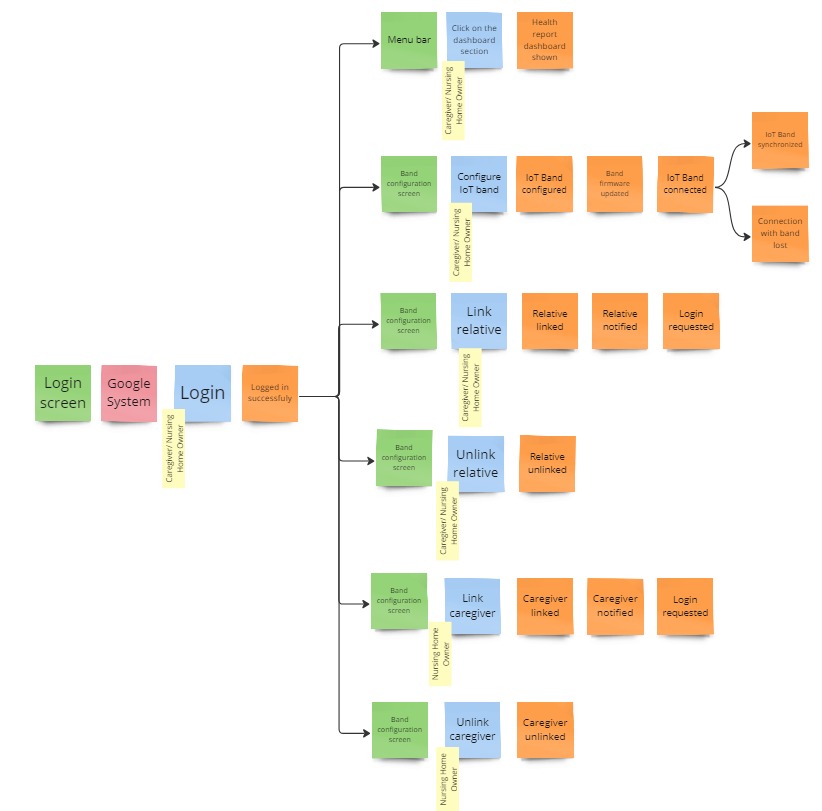 Menu bar
Click on the
dashboard
section
Health
report
dashboard
shown
Caregiver/ Nursing
Home Owner
IoT Band
synchronized
Band
configuration
screen
Configure
IoT band
IoT Band
configured
Band
firmware
updated
IoT Band
connected
Caregiver/ Nursing
Home Owner
Connection
with band
lost
Band
configuration
screen
Link
relative
Relative
linked
Relative
notified
Login
requested
Caregiver/ Nursing
Home Owner
Login
screen
Google
System
Login
Logged in
successfuly
Caregiver/ Nursing
Home Owner
Band
configuration
screen
Unlink
relative
Relative
unlinked
Caregiver/ Nursing
Home Owner
Band
configuration
screen
Link
caregiver
Caregiver
linked
Caregiver
notified
Login
requested
Nursing Home
Owner
Band
configuration
screen
Unlink
caregiver
Caregiver
unlinked
Nursing Home
Owner